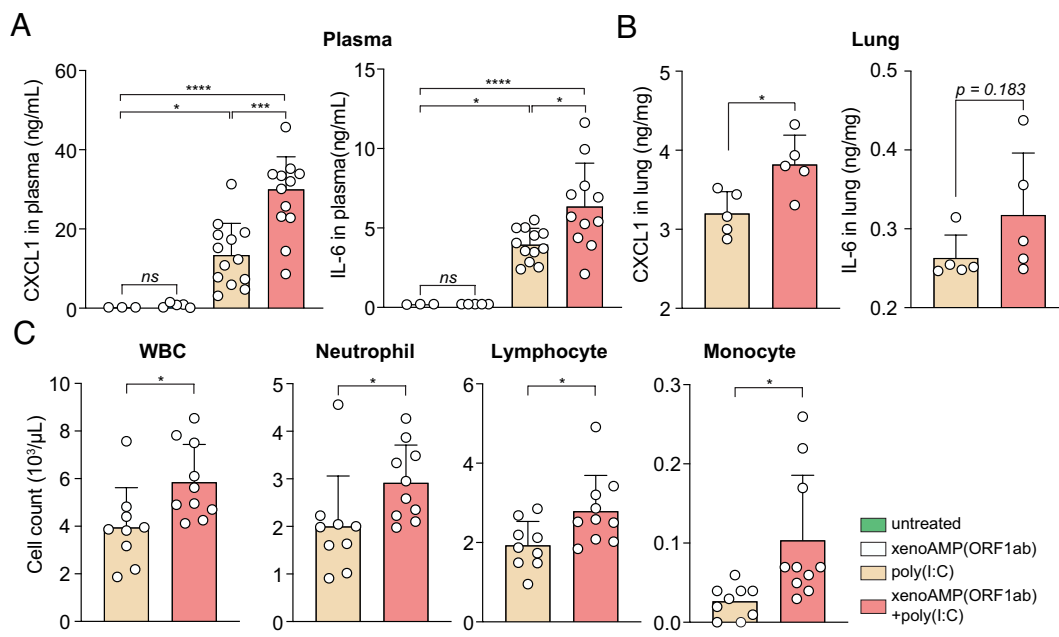 A
Plasma
B
Lung
CXCL1 in plasma (ng/mL)
60
40
20
0
ns
*
****
***
IL-6 in plasma(ng/mL)
15
10
5
0
ns
*
****
*
CXCL1 in lung (ng/mg)
5
4
3
2
*
IL-6 in lung (ng/mg)
0.5
0.4
0.3
0.2
p = 0.183
C
WBC
Neutrophil
Lymphocyte
Monocyte
Cell count (10³/µL)
10
8
6
4
2
0
*
5
4
3
2
1
0
*
6
4
2
0
*
0.3
0.2
0.1
0.0
*
untreated
xenoAMP(ORF1ab)
poly(I:C)
xenoAMP(ORF1ab)
+poly(I:C)